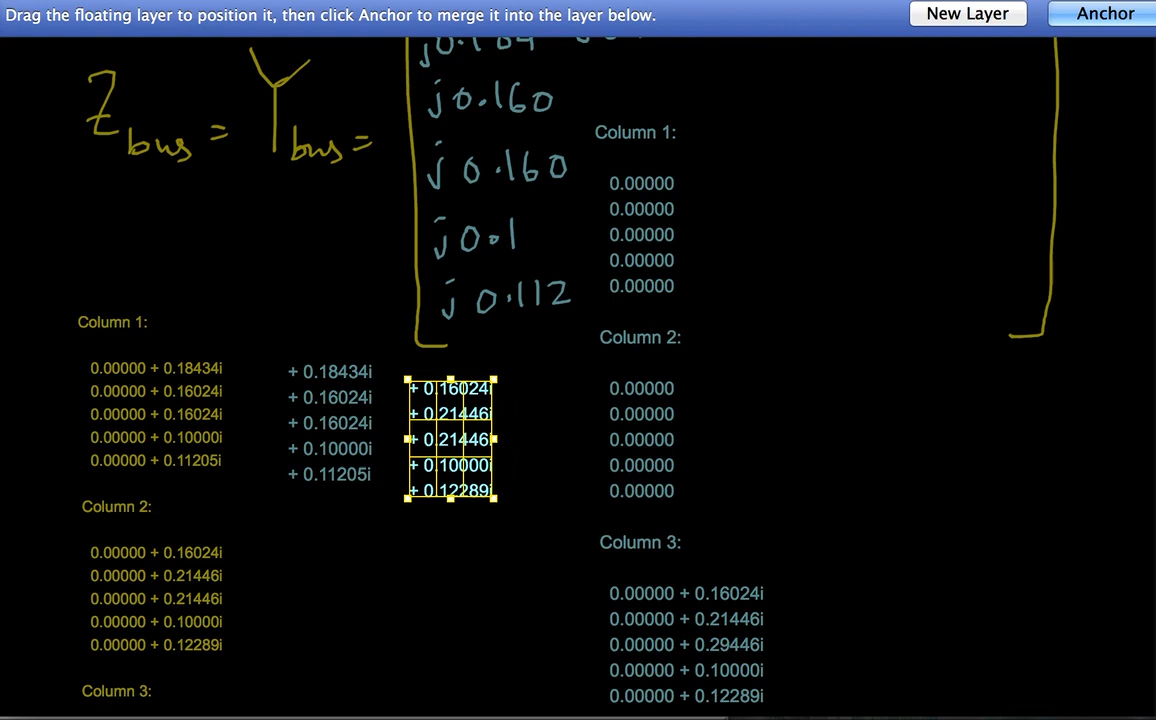 Drag the floating layer to position it, then click Anchor to merge it into the layer below.
New Layer
Anchor
Z bus = Y bus =
j0.184
j0.160
j0.160
j0.1
j0.112
Column 1:
0.00000
0.00000
0.00000
0.00000
0.00000
Column 2:
0.00000
0.00000
0.00000
0.00000
0.00000
Column 3:
0.00000 + 0.16024i
0.00000 + 0.21446i
0.00000 + 0.29446i
0.00000 + 0.10000i
0.00000 + 0.12289i
Column 1:
0.00000 + 0.18434i
0.00000 + 0.16024i
0.00000 + 0.16024i
0.00000 + 0.10000i
0.00000 + 0.11205i
Column 2:
0.00000 + 0.16024i
0.00000 + 0.21446i
0.00000 + 0.21446i
0.00000 + 0.10000i
0.00000 + 0.12289i
Column 3:
+ 0.18434i
+ 0.16024i
+ 0.16024i
+ 0.10000i
+ 0.11205i
+ 0.16024i
+ 0.21446i
+ 0.21446i
+ 0.10000i
+ 0.12289i